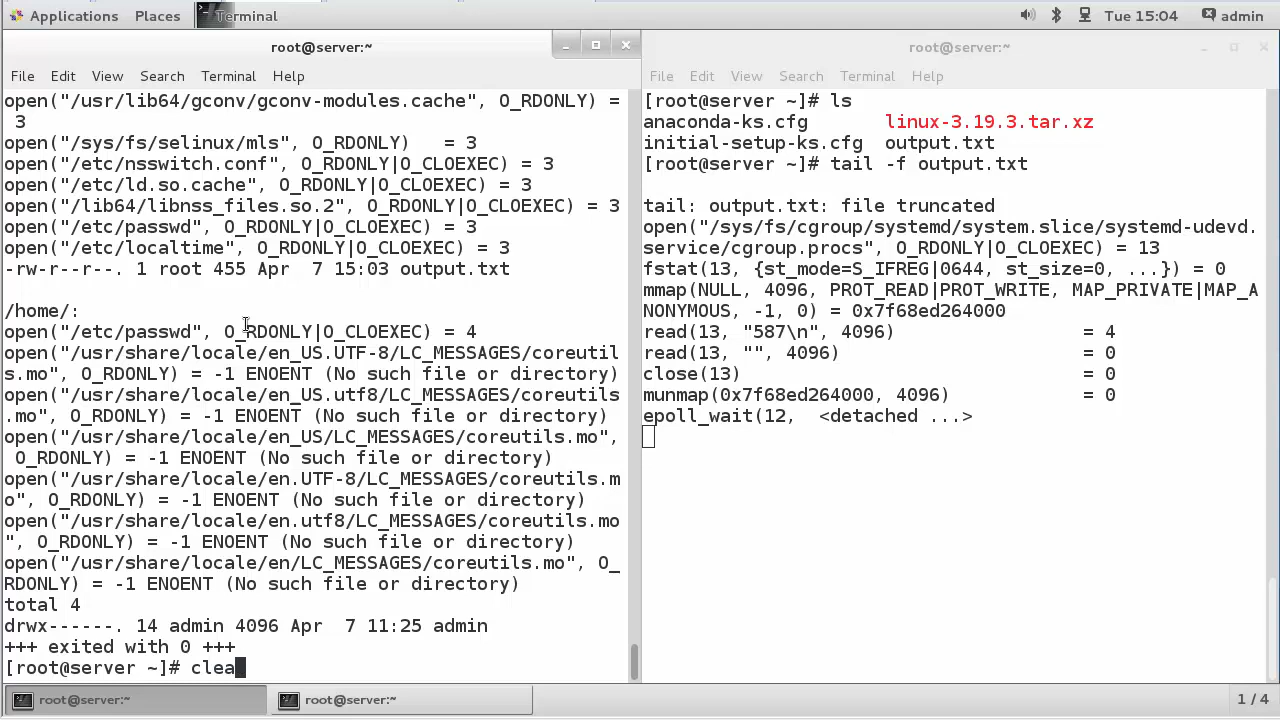 Applications Places Terminal Tue 15:04 admin
root@server:~
File Edit View Search Terminal Help
open("/usr/lib64/gconv/gconv-modules.cache", O_RDONLY) =
 3
open("/sys/fs/selinux/mls", O_RDONLY)   = 3
open("/etc/nsswitch.conf", O_RDONLY|O_CLOEXEC) = 3
open("/etc/ld.so.cache", O_RDONLY|O_CLOEXEC) = 3
open("/lib64/libnss_files.so.2", O_RDONLY|O_CLOEXEC) = 3
open("/etc/passwd", O_RDONLY|O_CLOEXEC) = 3
open("/etc/localtime", O_RDONLY|O_CLOEXEC) = 3
-rw-r--r--. 1 root 455 Apr  7 15:03 output.txt
/home/:
open("/etc/passwd", O_RDONLY|O_CLOEXEC) = 4
open("/usr/share/locale/en_US.UTF-8/LC_MESSAGES/coreutil
s.mo", O_RDONLY) = -1 ENOENT (No such file or directory)
open("/usr/share/locale/en_US.utf8/LC_MESSAGES/coreutils
.mo", O_RDONLY) = -1 ENOENT (No such file or directory)
open("/usr/share/locale/en_US/LC_MESSAGES/coreutils.mo",
 O_RDONLY) = -1 ENOENT (No such file or directory)
open("/usr/share/locale/en.UTF-8/LC_MESSAGES/coreutils.m
o", O_RDONLY) = -1 ENOENT (No such file or directory)
open("/usr/share/locale/en.utf8/LC_MESSAGES/coreutils.mo
", O_RDONLY) = -1 ENOENT (No such file or directory)
open("/usr/share/locale/en/LC_MESSAGES/coreutils.mo", O_
RDONLY) = -1 ENOENT (No such file or directory)
total 4
drwx------. 14 admin 4096 Apr  7 11:25 admin
+++ exited with 0 +++
[root@server ~]# clea
root@server:~
File Edit View Search Terminal Help
[root@server ~]# ls
anaconda-ks.cfg       linux-3.19.3.tar.xz
initial-setup-ks.cfg  output.txt
[root@server ~]# tail -f output.txt
tail: output.txt: file truncated
open("/sys/fs/cgroup/systemd/system.slice/systemd-udevd.
service/cgroup.procs", O_RDONLY|O_CLOEXEC) = 13
fstat(13, {st_mode=S_IFREG|0644, st_size=0, ...}) = 0
mmap(NULL, 4096, PROT_READ|PROT_WRITE, MAP_PRIVATE|MAP_A
NONYMOUS, -1, 0) = 0x7f68ed264000
read(13, "587\n", 4096)                 = 4
read(13, "", 4096)                      = 0
close(13)                               = 0
munmap(0x7f68ed264000, 4096)            = 0
epoll_wait(12,  <detached ...>
root@server:~ root@server:~ 1 / 4